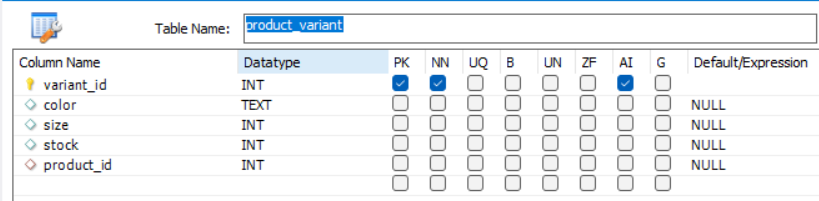 Table Name: product_variant
Column Name Datatype PK NN UQ B UN ZF AI G Default/Expression
variant_id INT
color TEXT NULL
size INT NULL
stock INT NULL
product_id INT NULL